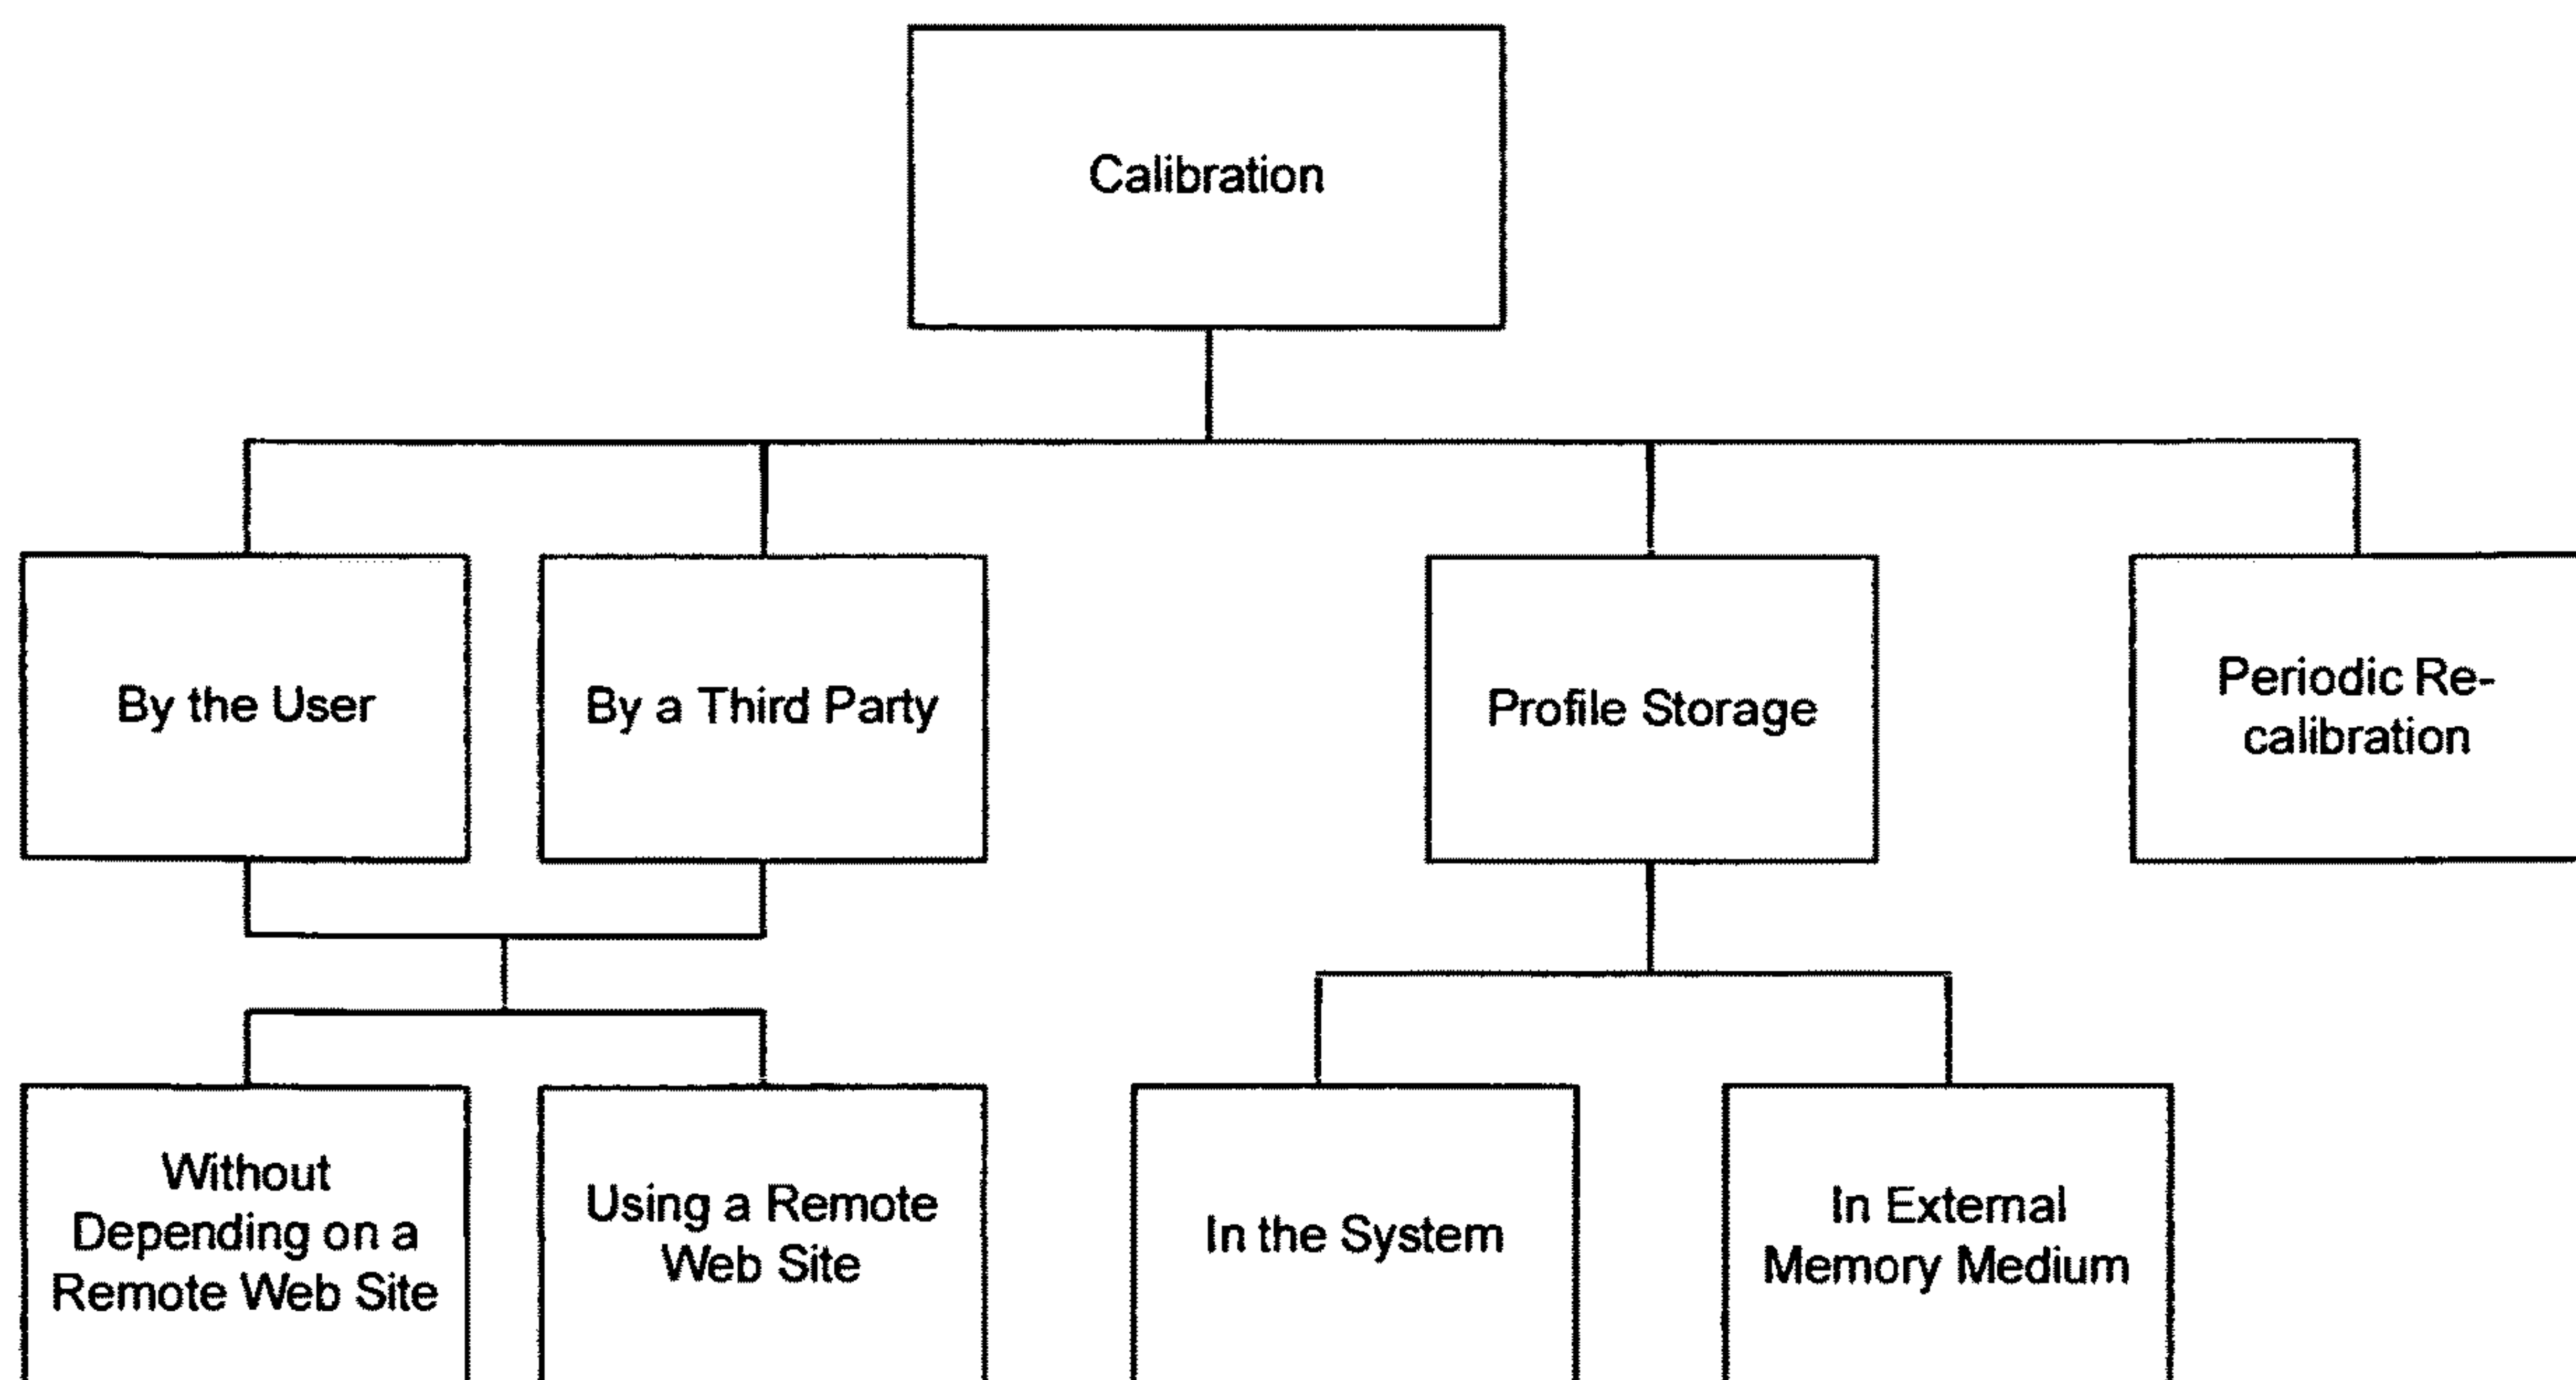 Calibration
By the User
By a Third Party
Profile Storage
Periodic Re-
calibration
Without
Depending on a
Remote Web Site
Using a Remote
Web Site
In the System
In External
Memory Medium